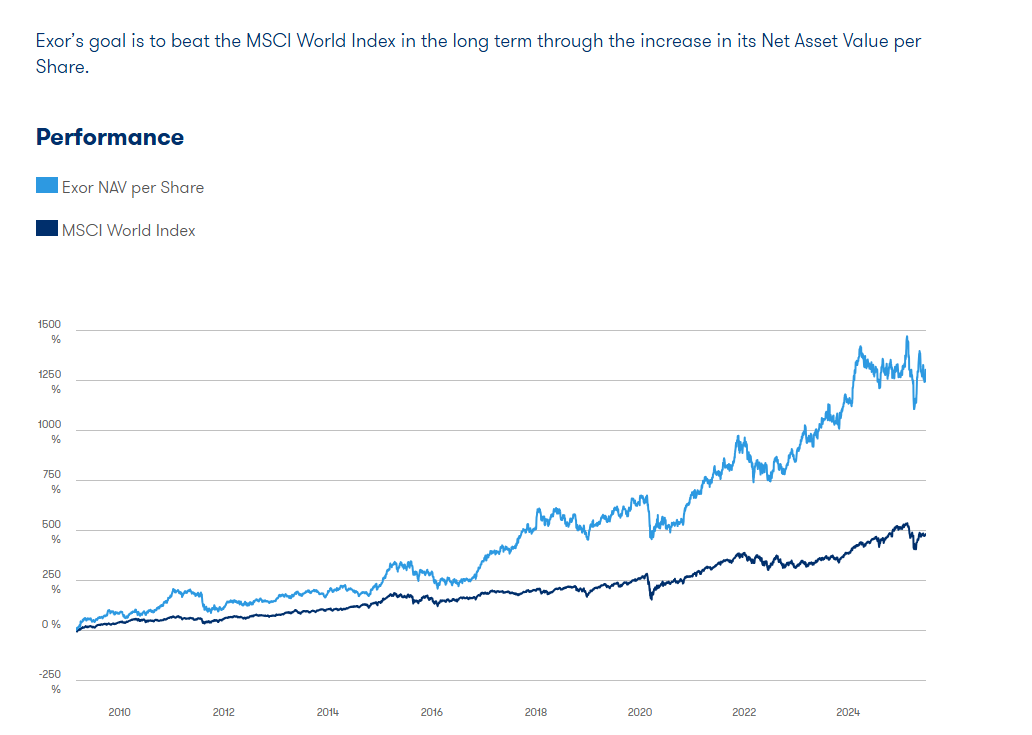 Exor’s goal is to beat the MSCI World Index in the long term through the increase in its Net Asset Value per
Share.
Performance
Exor NAV per Share
MSCI World Index
1500
%
1250
%
1000
%
750
%
500
%
250
%
0 %
-250
%
2010 2012 2014 2016 2018 2020 2022 2024